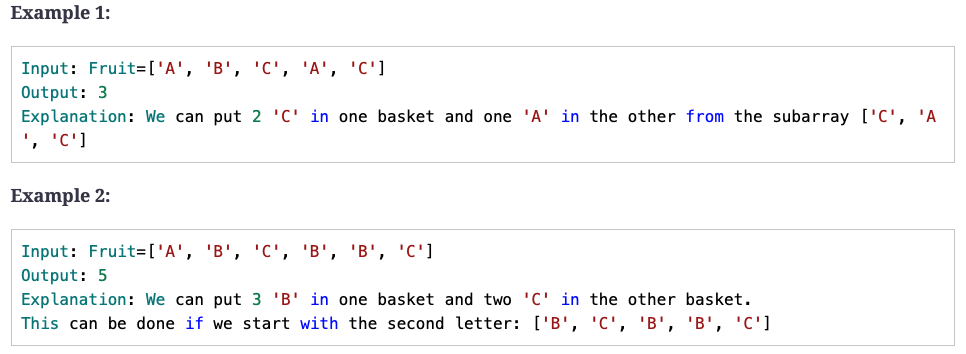 Example 1:
Input: Fruit=['A', 'B', 'C', 'A', 'C']
Output: 3
Explanation: We can put 2 'C' in one basket and one 'A' in the other from the subarray ['C', 'A
', 'C']
Example 2:
Input: Fruit=['A', 'B', 'C', 'B', 'B', 'C']
Output: 5
Explanation: We can put 3 'B' in one basket and two 'C' in the other basket.
This can be done if we start with the second letter: ['B', 'C', 'B', 'B', 'C']